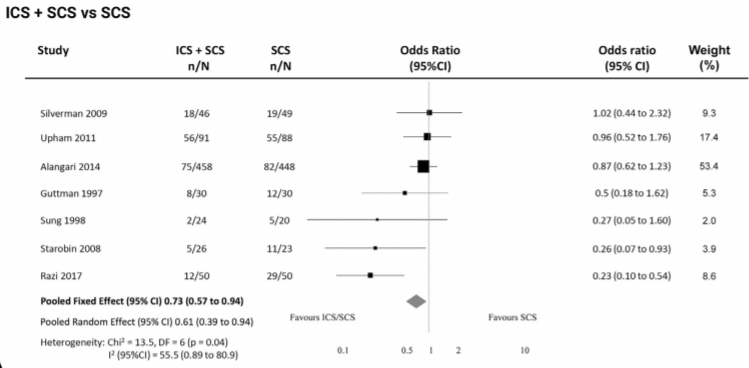 ICS + SCS vs SCS
Study ICS + SCS SCS Odds Ratio Odds ratio Weight
n/N n/N (95%CI) (95% CI) (%)
Silverman 2009 18/46 19/49 1.02 (0.44 to 2.32) 9.3
Upham 2011 56/91 55/88 0.96 (0.52 to 1.76) 17.4
Alangari 2014 75/458 82/448 0.87 (0.62 to 1.23) 53.4
Guttman 1997 8/30 12/30 0.5 (0.18 to 1.62) 5.3
Sung 1998 2/24 5/20 0.27 (0.05 to 1.60) 2.0
Starobin 2008 5/26 11/23 0.26 (0.07 to 0.93) 3.9
Razi 2017 12/50 29/50 0.23 (0.10 to 0.54) 8.6
Pooled Fixed Effect (95% CI) 0.73 (0.57 to 0.94)
Pooled Random Effect (95% CI) 0.61 (0.39 to 0.94) Favours ICS/SCS Favours SCS
Heterogeneity: Chi² = 13.5, DF = 6 (p = 0.04)
0.1 0.5 1 2 10
I² (95%CI) = 55.5 (0.89 to 80.9)